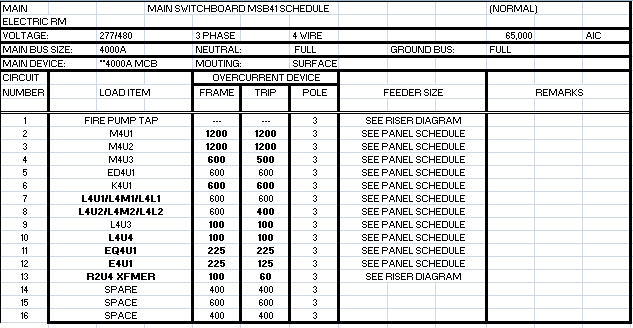 MAIN MAIN SWITCHBOARD MSB41 SCHEDULE (NORMAL)
ELECTRIC RM
VOLTAGE: 277/480 3 PHASE 4 WIRE 65,000 AIC
MAIN BUS SIZE: 4000A NEUTRAL: FULL GROUND BUS: FULL
MAIN DEVICE: **4000A MCB MOUTING: SURFACE
CIRCUIT OVERCURRENT DEVICE
NUMBER LOAD ITEM FRAME TRIP POLE FEEDER SIZE REMARKS
1 FIRE PUMP TAP --- --- 3 SEE RISER DIAGRAM
2 M4U1 1200 1200 3 SEE PANEL SCHEDULE
3 M4U2 1200 1200 3 SEE PANEL SCHEDULE
4 M4U3 600 500 3 SEE PANEL SCHEDULE
5 ED4U1 600 600 3 SEE PANEL SCHEDULE
6 K4U1 600 600 3 SEE PANEL SCHEDULE
7 L4U1/L4M1/L4L1 600 600 3 SEE PANEL SCHEDULE
8 L4U2/L4M2/L4L2 600 400 3 SEE PANEL SCHEDULE
9 L4U3 100 100 3 SEE PANEL SCHEDULE
10 L4U4 100 100 3 SEE PANEL SCHEDULE
11 EQ4U1 225 225 3 SEE PANEL SCHEDULE
12 E4U1 225 125 3 SEE PANEL SCHEDULE
13 R2U4 XFMER 100 60 3 SEE RISER DIAGRAM
14 SPARE 400 400 3
15 SPACE 600 600 3
16 SPACE 400 400 3